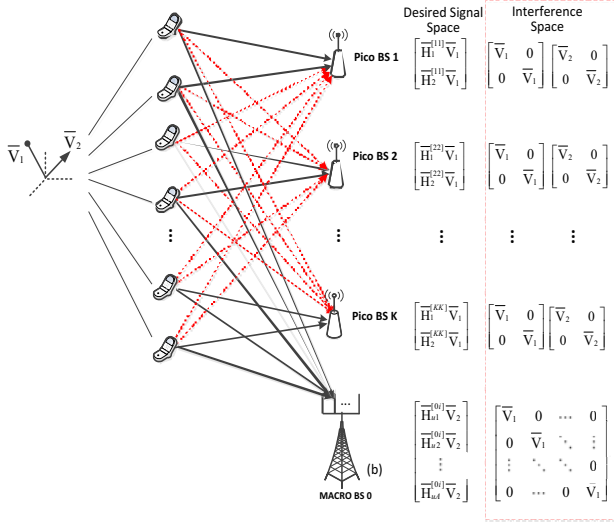 Desired Signal Interference
Space Space
Pico BS 1
[H̅₁^[11] V̅₁] [V̅₁ 0] [V̅₂ 0]
[H̅₂^[11] V̅₁] [0 V̅₁] [0 V̅₂]
V̅₁ V̅₂
Pico BS 2
[H̅₁^[22] V̅₁] [V̅₁ 0] [V̅₂ 0]
[H̅₂^[22] V̅₁] [0 V̅₁] [0 V̅₂]
⋮ ⋮ ⋮ ⋮ ⋮
Pico BS K
[H̅₁^[KK] V̅₁] [V̅₁ 0] [V̅₂ 0]
[H̅₂^[KK] V̅₁] [0 V̅₁] [0 V̅₂]
...
[H̅ᵤ₁^[0i] V̅₂] [V̅₁ 0 ⋯ 0]
[H̅ᵤ₂^[0i] V̅₂] [0 V̅₁ ⋱ ⋮]
[⋮] [⋮ ⋱ ⋱ 0]
[H̅ᵤA^[0i] V̅₂] [0 0 ⋯ V̅₁]
(b)
MACRO BS 0